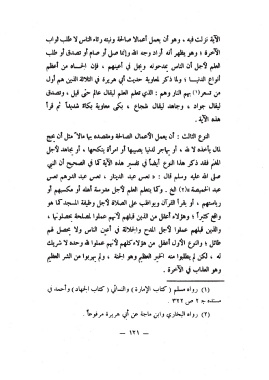 الآية نزلت فيه ، وهو أن يعمل أعمالا صالحة ونيته رئاء الناس لا طلب ثواب
الآخرة ؛ وهو يظهر أنه أراد وجه الله وإنما صلى أو صام أو تصدق أو طلب
العلم لأجل أن الناس يمدحونه ويجل في أعينهم ، فإن الجاه من أعظم
أنواع الدنيا ؛ ولما ذكر لمعاوية حديث أبي هريرة في الثلاثة الذين هم أول
من تسعر(١) بهم النار وهم : الذي تعلم العلم ليقال عالم حتى قيل ، وتصدق
ليقال جواد ، وجاهد ليقال شجاع ، بكى معاوية بكاءً شديداً ثم قرأ
هذه الآية .
النوع الثالث : أن يعمل الأعمال الصالحة ومقصده بها مالا مثل أن يحج
لمال يأخذه لا لله ، أو يهاجر لدنيا يصيبها أو امرأة ينكحها ، أو يجاهد لأجل
المغنم فقد ذكر هذا النوع أيضاً في تفسير هذه الآية كما في الصحيح أن النبي
صلى الله عليه وسلم قال : « تعس عبد الدينار ، تعس عبد الدرهم تعس
عبد الخميصة (٢) الخ . وكما يتعلم العلم لأجل مدرسة أهله أو مكسبهم أو
رياستهم ، أو يقرأ القرآن ويواظب على الصلاة لأجل وظيفة المسجد كما هو
واقع كثيراً ؛ وهؤلاء أعقل من الذين قبلهم لأنهم عملوا لمصلحة يحصلونها ،
والذين قبلهم عملوا لأجل المدح والجلالة في أعين الناس ولا يحصل لهم
طائل ؛ والنوع الأول أعقل من هؤلاء كلهم لأنهم عملوا لله وحده لا شريك
له ، لكن لم يطلبوا منه الخير العظيم وهو الجنة ، ولم يهربوا من الشر العظيم
وهو العذاب في الآخرة .
(١) رواه مسلم ( كتاب الإمارة ) والنسائي ( كتاب الجهاد ) وأحمد في
مسنده ج ٢ ص ٣٢٢ .
(٢) رواه البخاري وابن ماجة عن أبي هريرة مرفوعاً .
— ١٢١ —